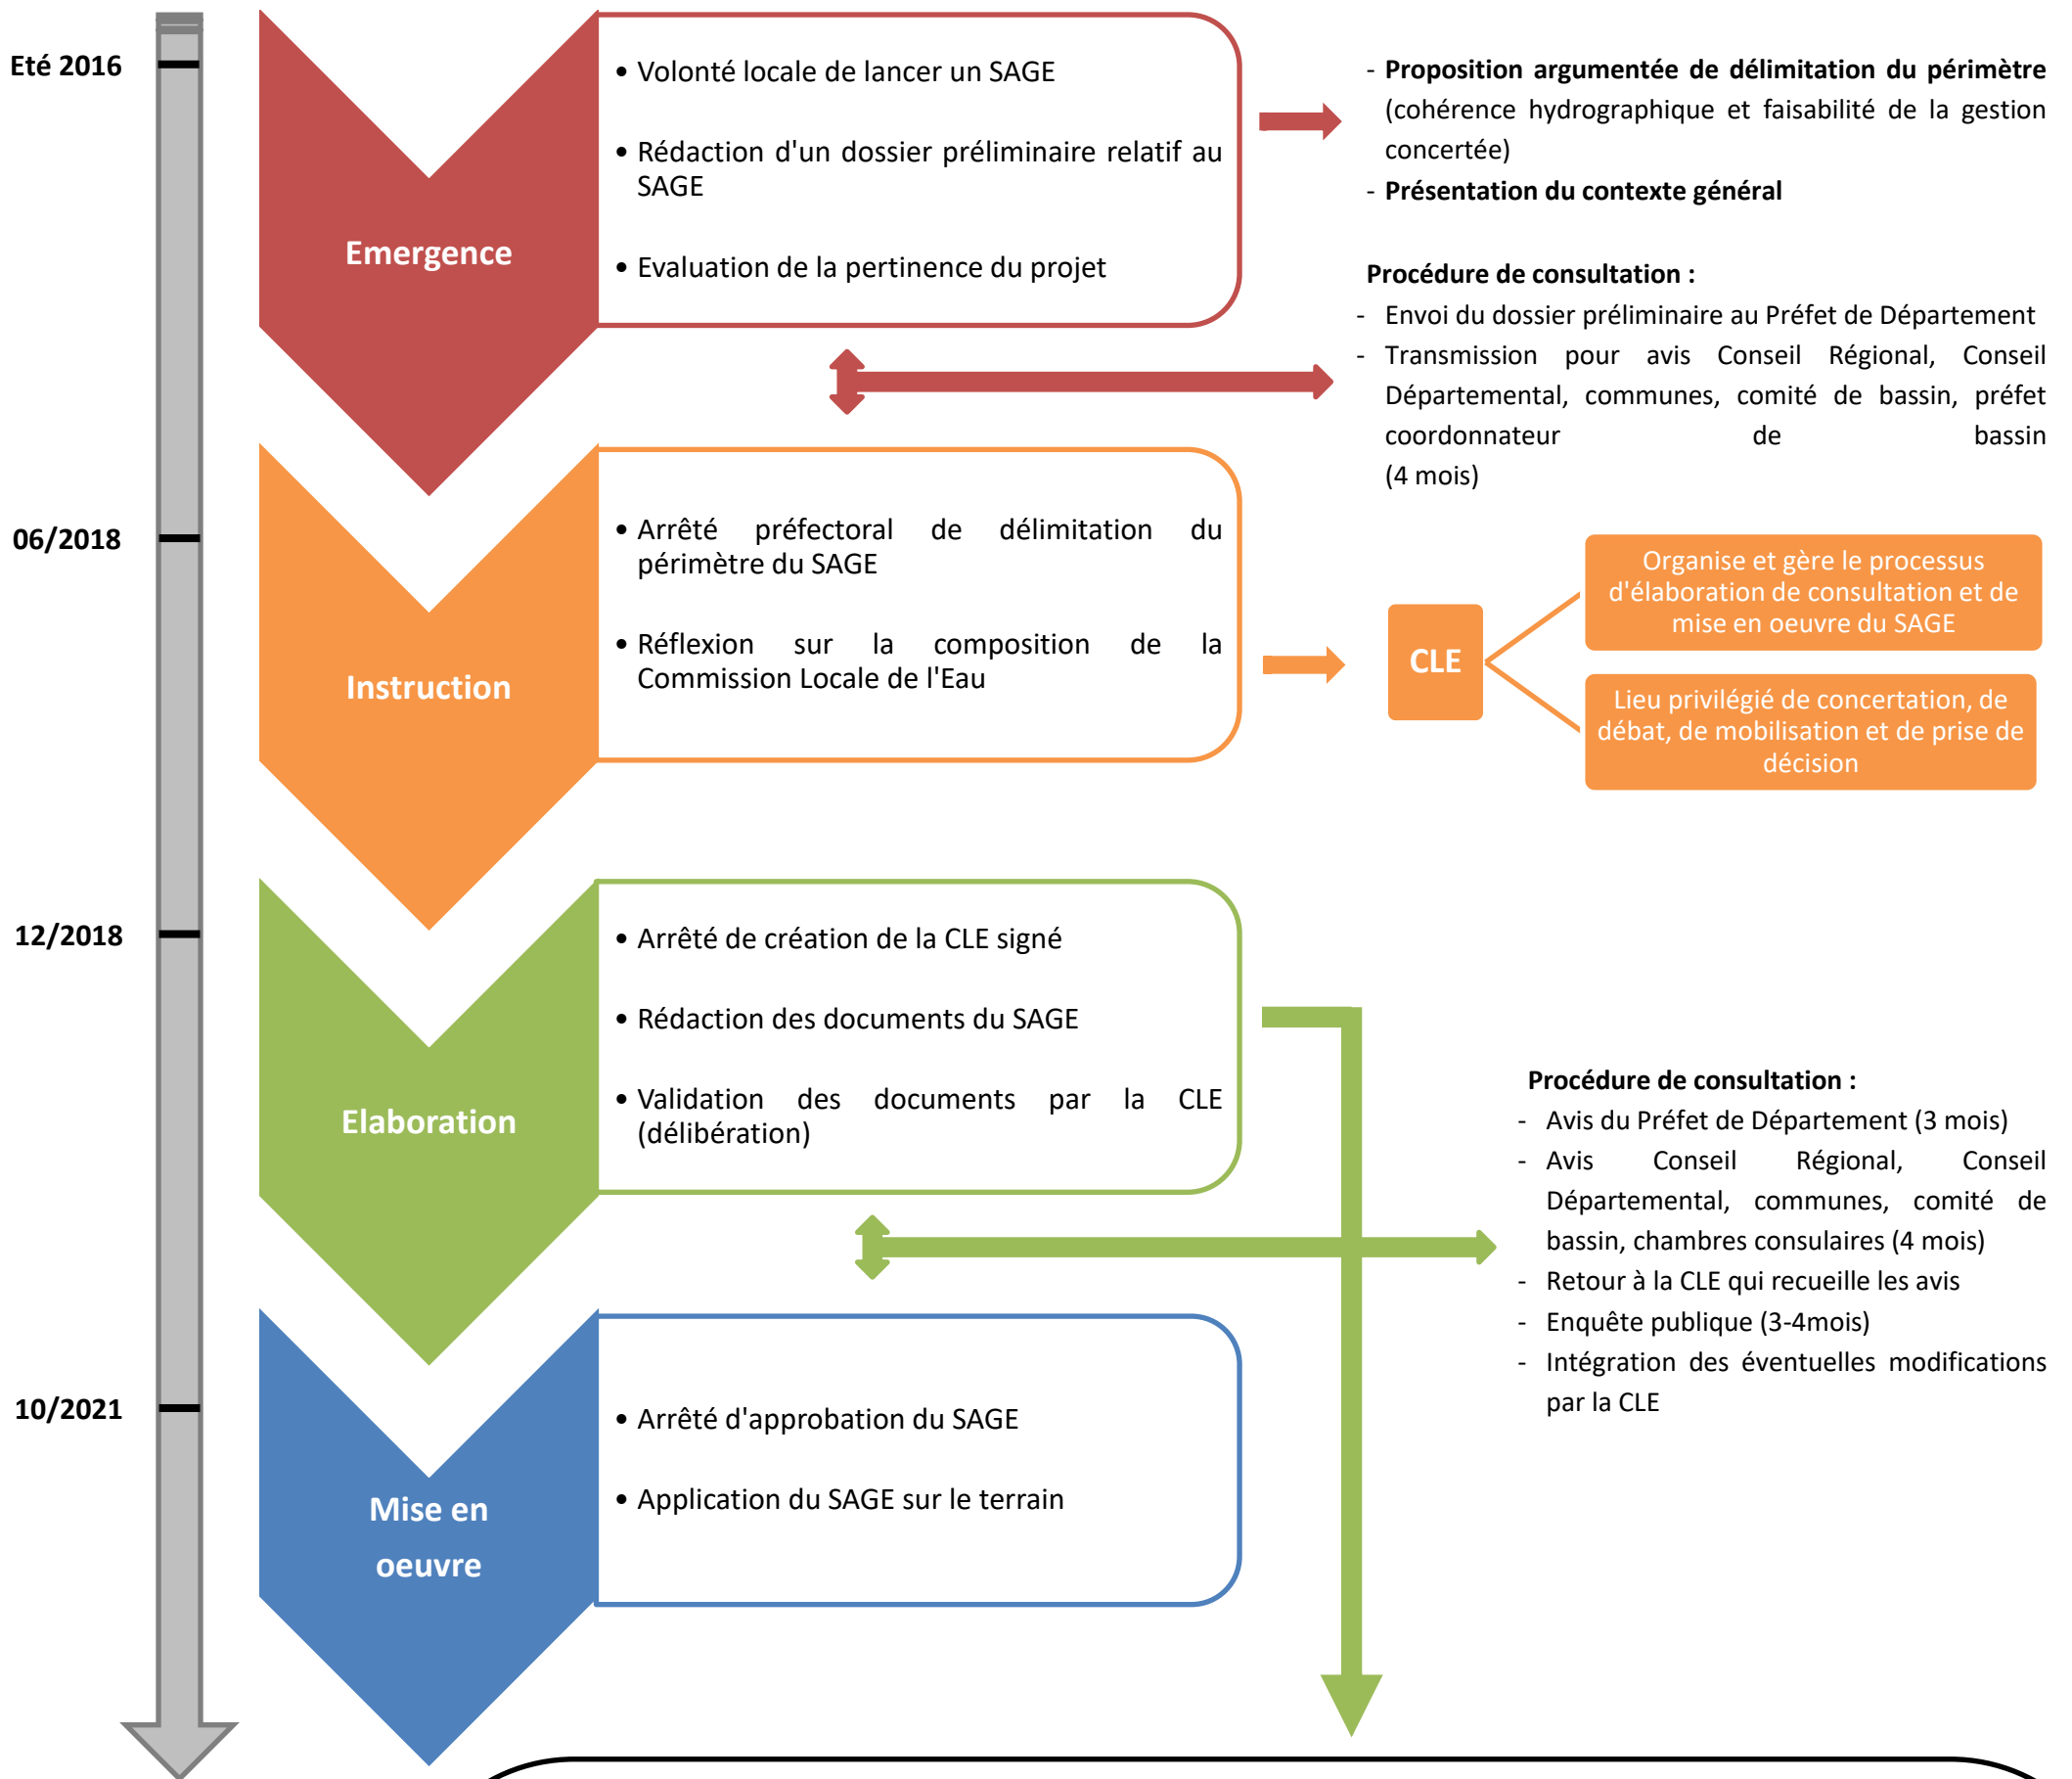 Eté 2016
Emergence
• Volonté locale de lancer un SAGE
• Rédaction d'un dossier préliminaire relatif au
SAGE
• Evaluation de la pertinence du projet
- Proposition argumentée de délimitation du périmètre
(cohérence hydrographique et faisabilité de la gestion
concertée)
- Présentation du contexte général
Procédure de consultation :
- Envoi du dossier préliminaire au Préfet de Département
- Transmission pour avis Conseil Régional, Conseil
Départemental, communes, comité de bassin, préfet
coordonnateur de bassin
(4 mois)
06/2018
Instruction
• Arrêté préfectoral de délimitation du
périmètre du SAGE
• Réflexion sur la composition de la
Commission Locale de l'Eau
CLE
Organise et gère le processus
d'élaboration de consultation et de
mise en oeuvre du SAGE
Lieu privilégié de concertation, de
débat, de mobilisation et de prise de
décision
12/2018
Elaboration
• Arrêté de création de la CLE signé
• Rédaction des documents du SAGE
• Validation des documents par la CLE
(délibération)
Procédure de consultation :
- Avis du Préfet de Département (3 mois)
- Avis Conseil Régional, Conseil
Départemental, communes, comité de
bassin, chambres consulaires (4 mois)
- Retour à la CLE qui recueille les avis
- Enquête publique (3-4mois)
- Intégration des éventuelles modifications
par la CLE
10/2021
Mise en
oeuvre
• Arrêté d'approbation du SAGE
• Application du SAGE sur le terrain